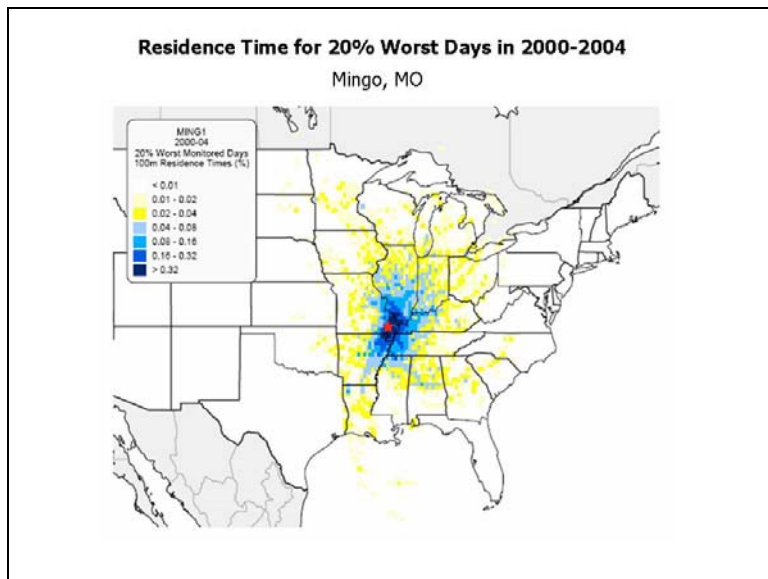 Residence Time for 20% Worst Days in 2000-2004
Mingo, MO
MING1
2000-04
20% Worst Monitored Days
100m Residence Times (%)
< 0.01
0.01 - 0.02
0.02 - 0.04
0.04 - 0.08
0.08 - 0.16
0.16 - 0.32
> 0.32